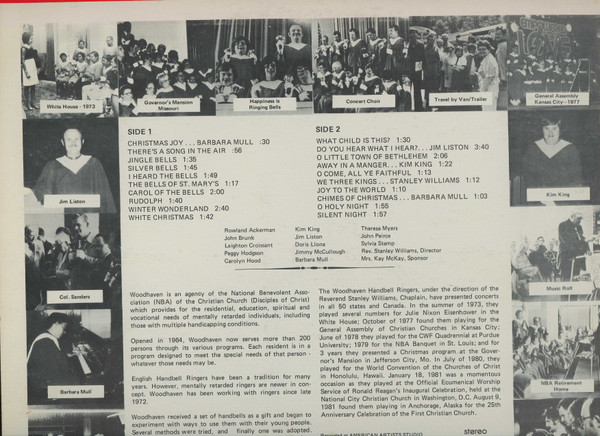 White House - 1973
Governor's Mansion
Missouri
Happiness is
Ringing Bells
Concert Choir
Travel by Van/Trailer
General Assembly
Kansas City - 1977
Jim Liston
Col. Sanders
Barbara Mull
SIDE 1
CHRISTMAS JOY . . . BARBARA MULL :30
THERE'S A SONG IN THE AIR :56
JINGLE BELLS 1:35
SILVER BELLS 1:45
I HEARD THE BELLS 1:49
THE BELLS OF ST. MARY'S 1:17
CAROL OF THE BELLS 2:00
RUDOLPH 1:40
WINTER WONDERLAND 2:40
WHITE CHRISTMAS 1:42
SIDE 2
WHAT CHILD IS THIS? 1:30
DO YOU HEAR WHAT I HEAR?. . . JIM LISTON 3:40
O LITTLE TOWN OF BETHLEHEM 2:06
AWAY IN A MANGER. . . KIM KING 1:22
O COME, ALL YE FAITHFUL 1:13
WE THREE KINGS . . . STANLEY WILLIAMS 1:12
JOY TO THE WORLD 1:10
CHIMES OF CHRISTMAS . . . BARBARA MULL 1:03
O HOLY NIGHT 1:55
SILENT NIGHT 1:57
Rowland Ackerman
John Brunk
Leighton Croissant
Peggy Hodgson
Carolyn Hood
Kim King
Jim Liston
Doris Llona
Jimmy McCullough
Barbara Mull
Theresa Myers
John Peirce
Sylvia Stamp
Rev. Stanley Williams, Director
Mrs. Kay McKay, Sponsor
Woodhaven is an agency of the National Benevolent Asso-
ciation (NBA) of the Christian Church (Disciples of Christ)
which provides for the residential, education, spiritual and
vocational needs of mentally retarded individuals, including
those with multiple handicapping conditions.
Opened in 1964, Woodhaven now serves more than 200
persons through its various programs. Each resident is in a
program designed to meet the special needs of that person -
whatever those needs may be.
English Handbell Ringers have been a tradition for many
years. However, mentally retarded ringers are newer in con-
cept. Woodhaven has been working with ringers since late
1972.
Woodhaven received a set of handbells as a gift and began to
experiment with ways to use them with their young people.
Several methods were tried, and finally one was adopted.
The Woodhaven Handbell Ringers, under the direction of the
Reverend Stanley Williams, Chaplain, have presented concerts
in all 50 states and Canada. In the summer of 1973, they
played several numbers for Julie Nixon Eisenhower in the
White House; October of 1977 found them playing for the
General Assembly of Christian Churches in Kansas City;
June of 1978 they played for the CWF Quadrennial at Purdue
University; 1979 for the NBA Banquet in St. Louis; and for
3 years they presented a Christmas program at the Gover-
nor's Mansion in Jefferson City, Mo. In July of 1980, they
played for the World Convention of the Churches of Christ
in Honolulu, Hawaii. January 18, 1981 was a momentous
occasion as they played at the Official Ecumenical Worship
Service of Ronald Reagan's Inaugural Celebration, held at the
National City Christian Church in Washington, D.C. August 9,
1981 found them playing in Anchorage, Alaska for the 25th
Anniversary Celebration of the First Christian Church.
AMERICAN ARTISTS STUDIO
stereo
Kim King
Music Roll
NBA Retirement
Home